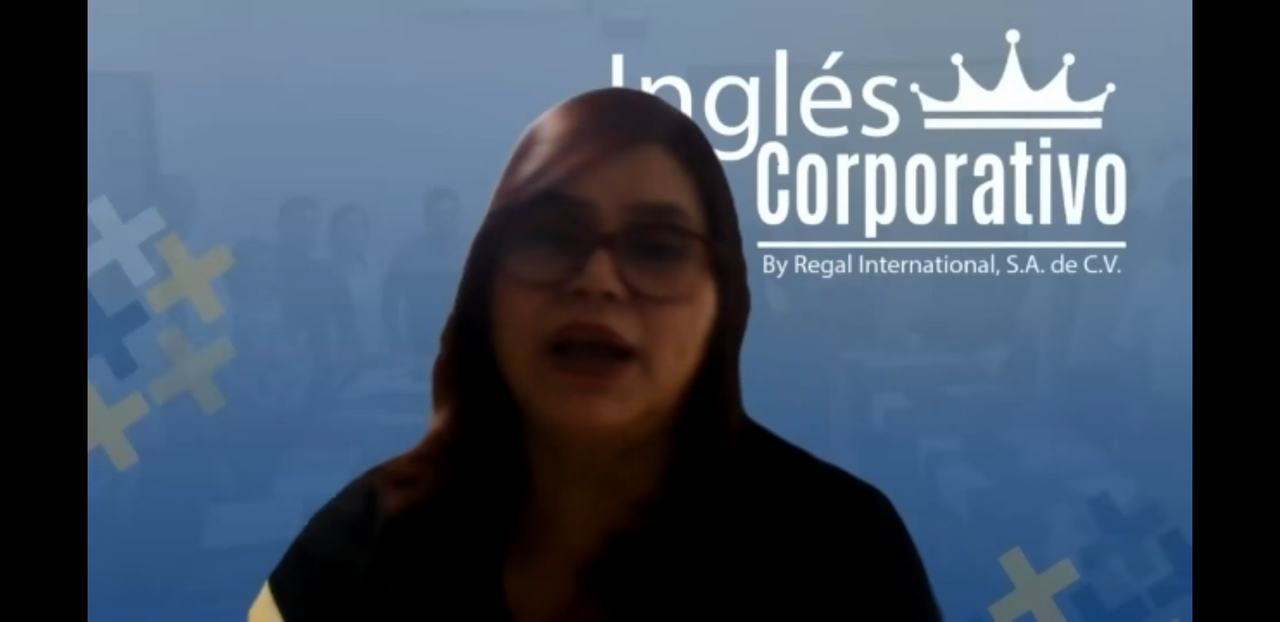 Inglés
Corporativo
By Regal International, S.A. de C.V.